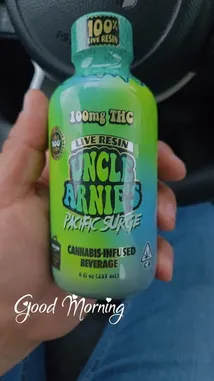 100%
LIVE RESIN
100mg THC
LIVE RESIN
UNCLE
ARNIE'S
PACIFIC SURGE
CANNABIS-INFUSED
BEVERAGE
Good Morning